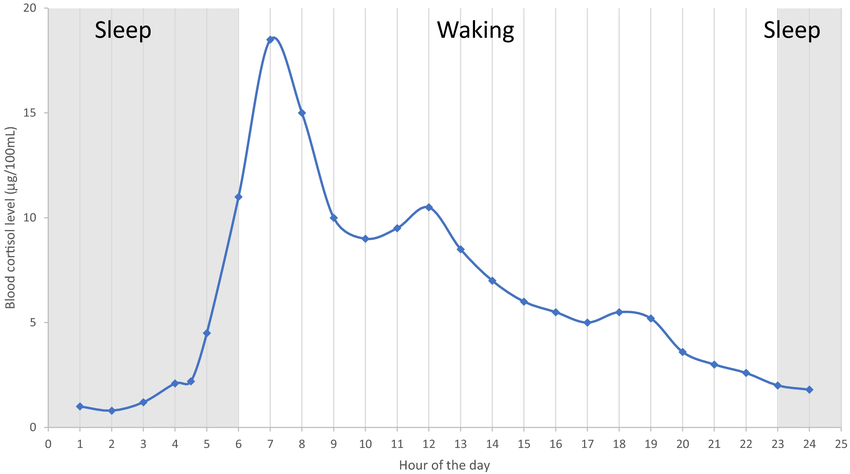 Sleep Waking Sleep
20
15
10
5
0
Blood cortisol level (µg/100mL)
0 1 2 3 4 5 6 7 8 9 10 11 12 13 14 15 16 17 18 19 20 21 22 23 24 25
Hour of the day